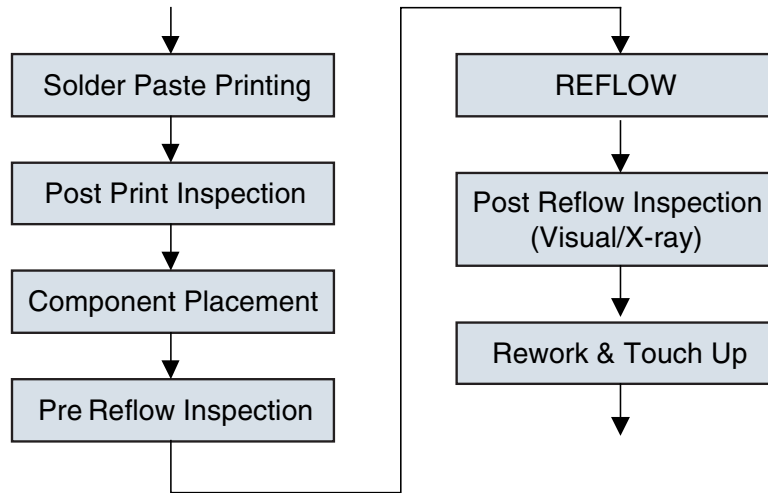 Solder Paste Printing
Post Print Inspection
Component Placement
Pre Reflow Inspection
REFLOW
Post Reflow Inspection
(Visual/X-ray)
Rework & Touch Up